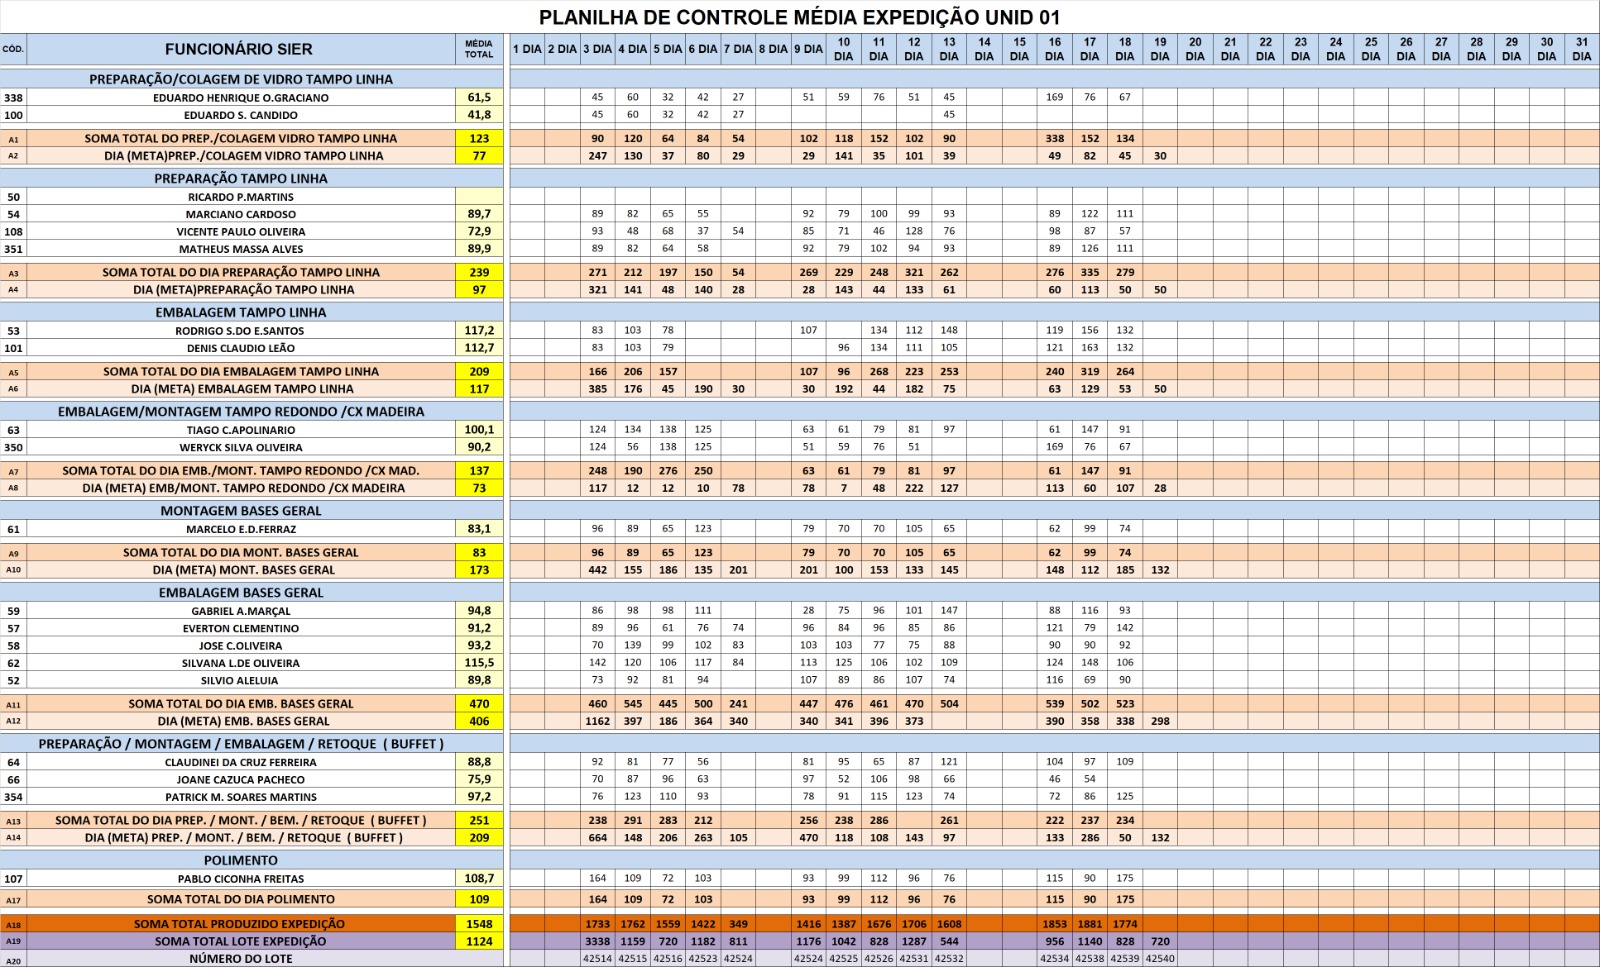 PLANILHA DE CONTROLE MÉDIA EXPEDIÇÃO UNID 01
CÓD. FUNCIONÁRIO SIER MÉDIA TOTAL 1 DIA 2 DIA 3 DIA 4 DIA 5 DIA 6 DIA 7 DIA 8 DIA 9 DIA 10 DIA 11 DIA 12 DIA 13 DIA 14 DIA 15 DIA 16 DIA 17 DIA 18 DIA 19 DIA 20 DIA 21 DIA 22 DIA 23 DIA 24 DIA 25 DIA 26 DIA 27 DIA 28 DIA 29 DIA 30 DIA 31 DIA
PREPARAÇÃO/COLAGEM DE VIDRO TAMPO LINHA
338 EDUARDO HENRIQUE O.GRACIANO 61,5 45 60 32 42 27 51 59 76 51 45 169 76 67
100 EDUARDO S. CANDIDO 41,8 45 60 32 42 27 45
A1 SOMA TOTAL DO PREP./COLAGEM VIDRO TAMPO LINHA 123 90 120 64 84 54 102 118 152 102 90 338 152 134
A2 DIA (META)PREP./COLAGEM VIDRO TAMPO LINHA 77 247 130 37 80 29 29 141 35 101 39 49 82 45 30
PREPARAÇÃO TAMPO LINHA
50 RICARDO P.MARTINS
54 MARCIANO CARDOSO 89,7 89 82 65 55 92 79 100 99 93 89 122 111
108 VICENTE PAULO OLIVEIRA 72,9 93 48 68 37 54 85 71 46 128 76 98 87 57
351 MATHEUS MASSA ALVES 89,9 89 82 64 58 92 79 102 94 93 89 126 111
A3 SOMA TOTAL DO DIA PREPARAÇÃO TAMPO LINHA 239 271 212 197 150 54 269 229 248 321 262 276 335 279
A4 DIA (META)PREPARAÇÃO TAMPO LINHA 97 321 141 48 140 28 28 143 44 133 61 60 113 50 50
EMBALAGEM TAMPO LINHA
53 RODRIGO S.DO E.SANTOS 117,2 83 103 78 107 134 112 148 119 156 132
101 DENIS CLAUDIO LEÃO 112,7 83 103 79 96 134 111 105 121 163 132
A5 SOMA TOTAL DO DIA EMBALAGEM TAMPO LINHA 209 166 206 157 107 96 268 223 253 240 319 264
A6 DIA (META) EMBALAGEM TAMPO LINHA 117 385 176 45 190 30 30 192 44 182 75 63 129 53 50
EMBALAGEM/MONTAGEM TAMPO REDONDO /CX MADEIRA
63 TIAGO C.APOLINARIO 100,1 124 134 138 125 63 61 79 81 97 61 147 91
350 WERYCK SILVA OLIVEIRA 90,2 124 56 138 125 51 59 76 51 169 76 67
A7 SOMA TOTAL DO DIA EMB./MONT. TAMPO REDONDO /CX MAD. 137 248 190 276 250 63 61 79 81 97 61 147 91
A8 DIA (META) EMB/MONT. TAMPO REDONDO /CX MADEIRA 73 117 12 12 10 78 78 7 48 222 127 113 60 107 28
MONTAGEM BASES GERAL
61 MARCELO E.D.FERRAZ 83,1 96 89 65 123 79 70 70 105 65 62 99 74
A9 SOMA TOTAL DO DIA MONT. BASES GERAL 83 96 89 65 123 79 70 70 105 65 62 99 74
A10 DIA (META) MONT. BASES GERAL 173 442 155 186 135 201 201 100 153 133 145 148 112 185 132
EMBALAGEM BASES GERAL
59 GABRIEL A.MARÇAL 94,8 86 98 98 111 28 75 96 101 147 88 116 93
57 EVERTON CLEMENTINO 91,2 89 96 61 76 74 96 84 96 85 86 121 79 142
58 JOSE C.OLIVEIRA 93,2 70 139 99 102 83 103 103 77 75 88 90 90 92
62 SILVANA L.DE OLIVEIRA 115,5 142 120 106 117 84 113 125 106 102 109 124 148 106
52 SILVIO ALELUIA 89,8 73 92 81 94 107 89 86 107 74 116 69 90
A11 SOMA TOTAL DO DIA EMB. BASES GERAL 470 460 545 445 500 241 447 476 461 470 504 539 502 523
A12 DIA (META) EMB. BASES GERAL 406 1162 397 186 364 340 340 341 396 373 390 358 338 298
PREPARAÇÃO / MONTAGEM / EMBALAGEM / RETOQUE ( BUFFET )
64 CLAUDINEI DA CRUZ FERREIRA 88,8 92 81 77 56 81 95 65 87 121 104 97 109
66 JOANE CAZUCA PACHECO 75,9 70 87 96 63 97 52 106 98 66 46 54
354 PATRICK M. SOARES MARTINS 97,2 76 123 110 93 78 91 115 123 74 72 86 125
A13 SOMA TOTAL DO DIA PREP. / MONT. / BEM. / RETOQUE ( BUFFET ) 251 238 291 283 212 256 238 286 261 222 237 234
A14 DIA (META) PREP. / MONT. / BEM. / RETOQUE ( BUFFET ) 209 664 148 206 263 105 470 118 108 143 97 133 286 50 132
POLIMENTO
107 PABLO CICONHA FREITAS 108,7 164 109 72 103 93 99 112 96 76 115 90 175
A17 SOMA TOTAL DO DIA POLIMENTO 109 164 109 72 103 93 99 112 96 76 115 90 175
A18 SOMA TOTAL PRODUZIDO EXPEDIÇÃO 1548 1733 1762 1559 1422 349 1416 1387 1676 1706 1608 1853 1881 1774
A19 SOMA TOTAL LOTE EXPEDIÇÃO 1124 3338 1159 720 1182 811 1176 1042 828 1287 544 956 1140 828 720
A20 NÚMERO DO LOTE 42514 42515 42516 42523 42524 42524 42525 42526 42531 42532 42534 42538 42539 42540